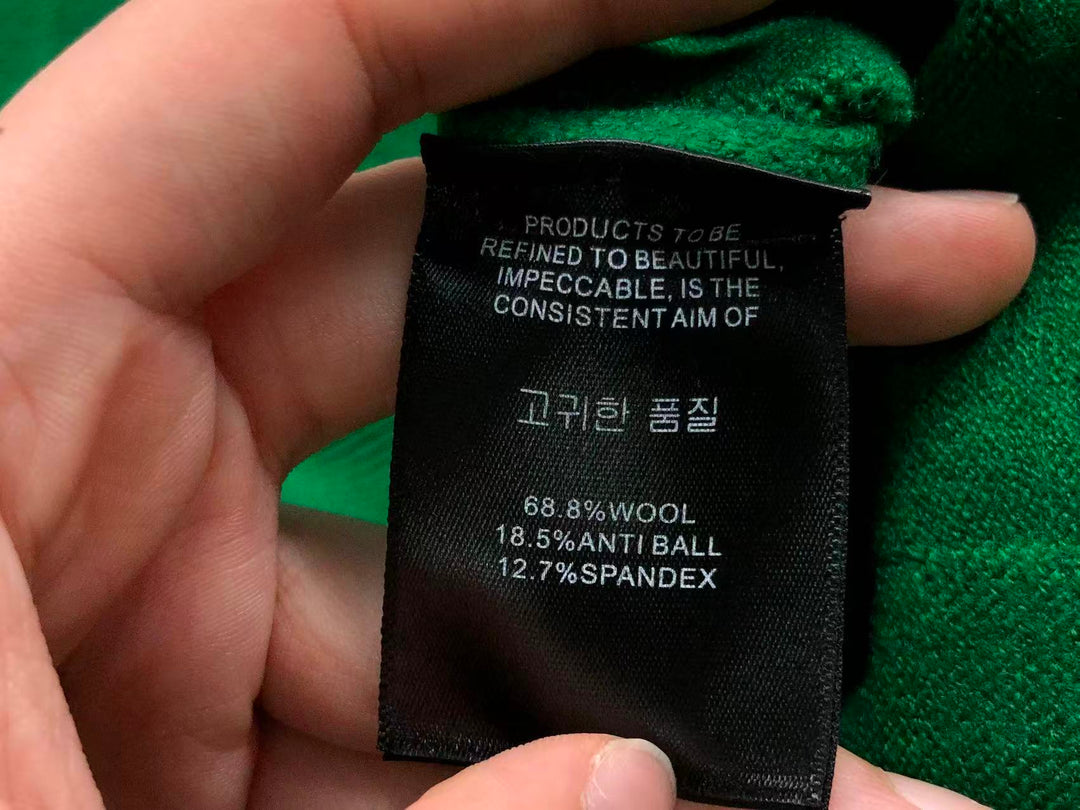 PRODUCTS TO BE
REFINED TO BEAUTIFUL,
IMPECCABLE, IS THE
CONSISTENT AIM OF
고귀한 품질
68.8%WOOL
18.5%ANTI BALL
12.7%SPANDEX